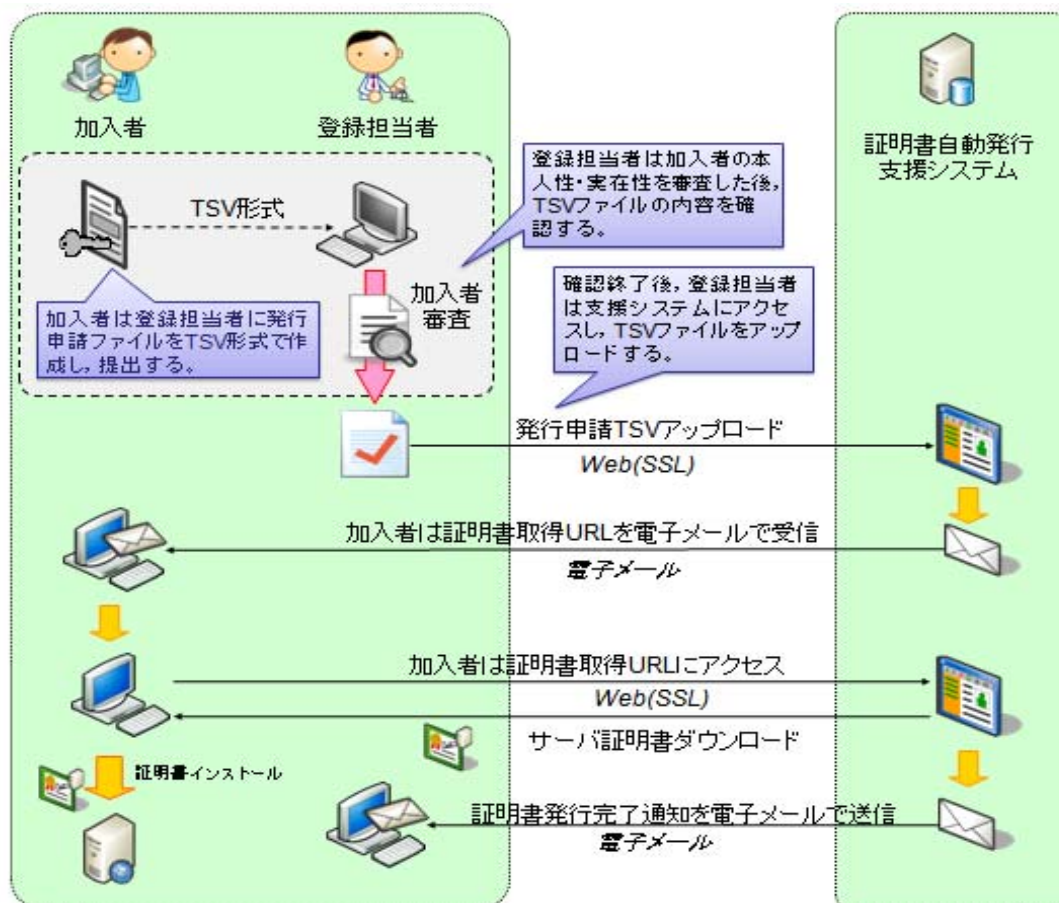 加入者
登録担当者
証明書自動発行
支援システム
登録担当者は加入者の本
人性・実在性を審査した後,
TSVファイルの内容を確
認する。
TSV形式
確認終了後, 登録担当者
は支援システムにアクセ
スし, TSVファイルをアップ
ロードする。
加入者
審査
加入者は登録担当者に発行
申請ファイルをTSV形式で作
成し, 提出する。
発行申請TSVアップロード
Web(SSL)
加入者は証明書取得URLを電子メールで受信
電子メール
加入者は証明書取得URLにアクセス
Web(SSL)
サーバ証明書ダウンロード
証明書インストール
証明書発行完了通知を電子メールで送信
電子メール